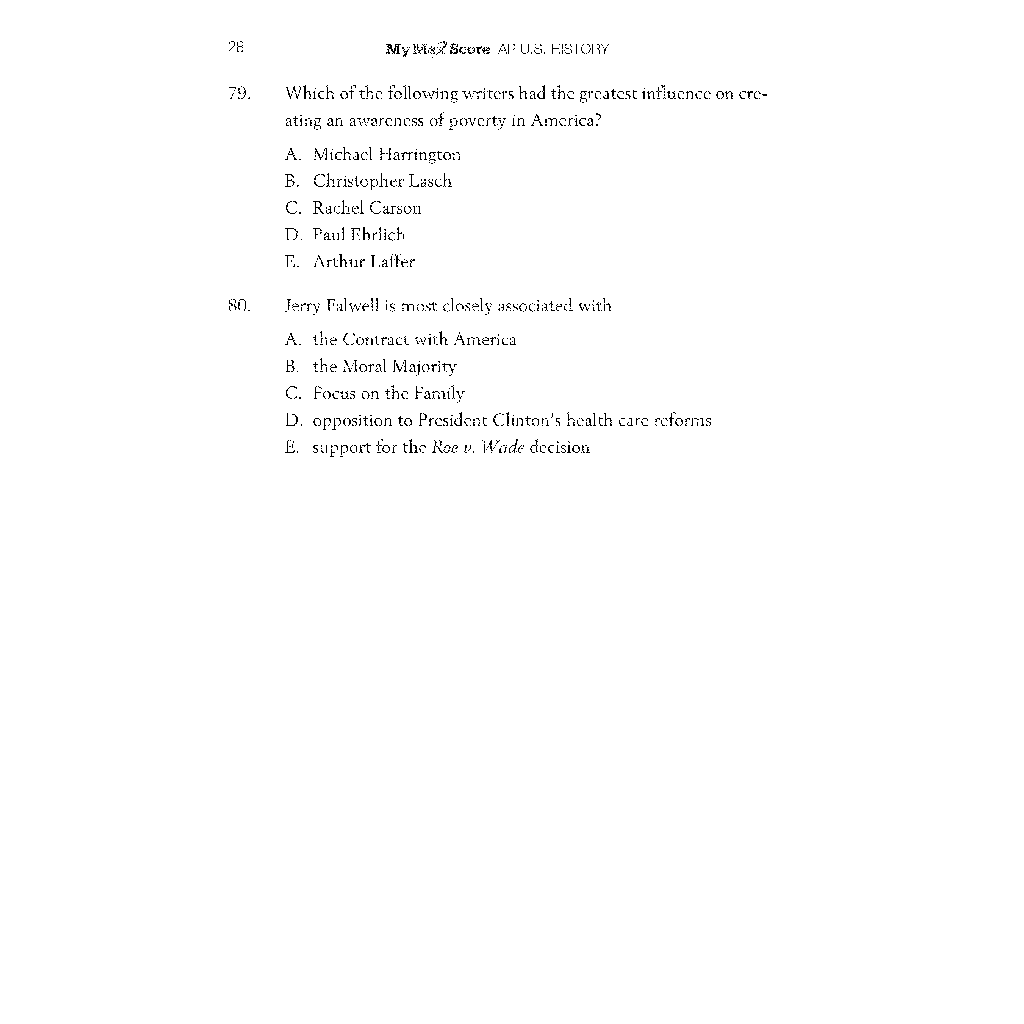 28
My Max Score AP U.S. HISTORY
79. Which of the following writers had the greatest influence on cre-
ating an awareness of poverty in America?
A. Michael Harrington
B. Christopher Lasch
C. Rachel Carson
D. Paul Ehrlich
E. Arthur Laffer
80. Jerry Falwell is most closely associated with
A. the Contract with America
B. the Moral Majority
C. Focus on the Family
D. opposition to President Clinton's health care reforms
E. support for the Roe v. Wade decision